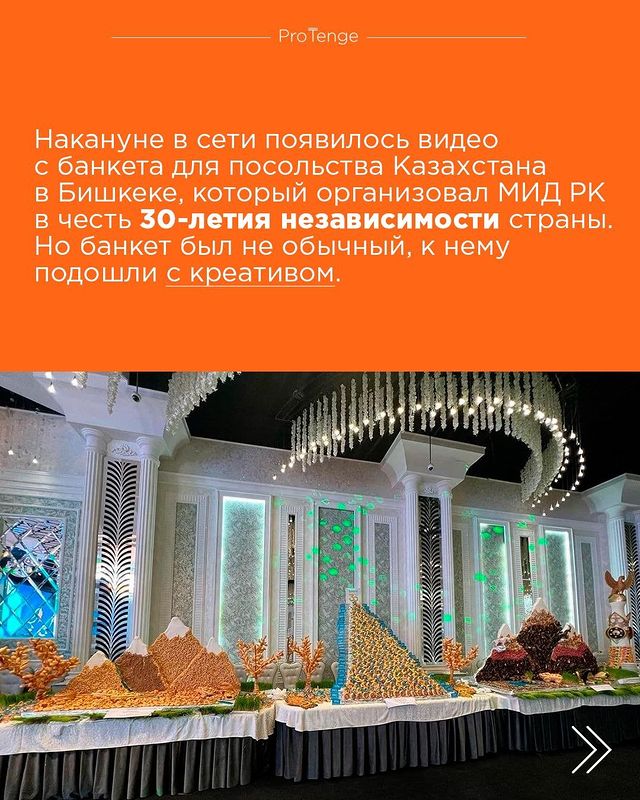 ProTenge
Накануне в сети появилось видео
с банкета для посольства Казахстана
в Бишкеке, который организовал МИД РК
в честь 30-летия независимости страны.
Но банкет был не обычный, к нему
подошли с креативом.